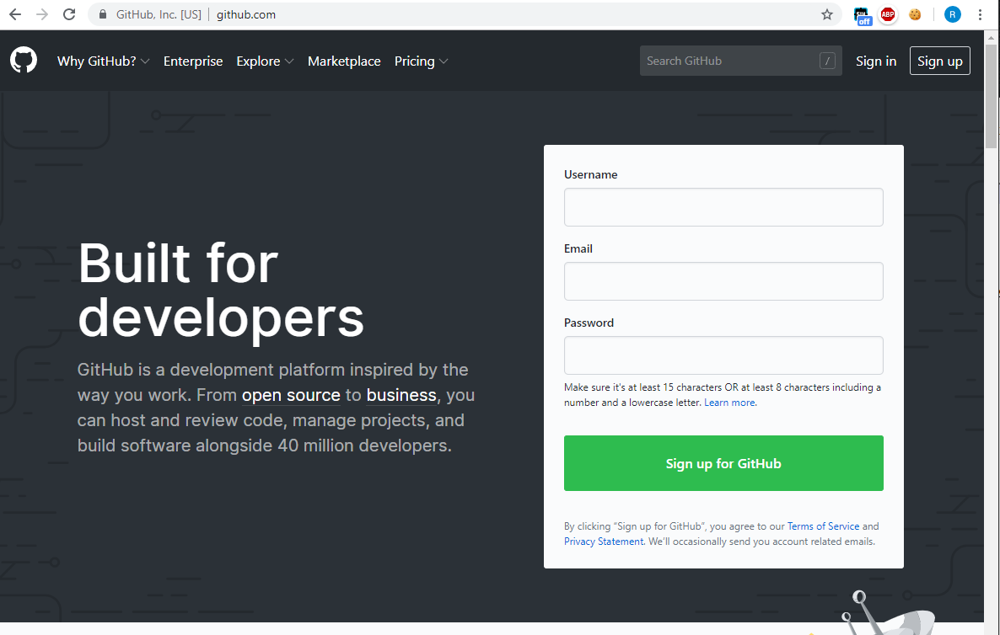 GitHub, Inc. [US] github.com
off ABP R
Why GitHub? Enterprise Explore Marketplace Pricing Search GitHub / Sign in Sign up
Built for
developers
GitHub is a development platform inspired by the
way you work. From open source to business, you
can host and review code, manage projects, and
build software alongside 40 million developers.
Username
Email
Password
Make sure it's at least 15 characters OR at least 8 characters including a
number and a lowercase letter. Learn more.
Sign up for GitHub
By clicking “Sign up for GitHub”, you agree to our Terms of Service and
Privacy Statement. We’ll occasionally send you account related emails.